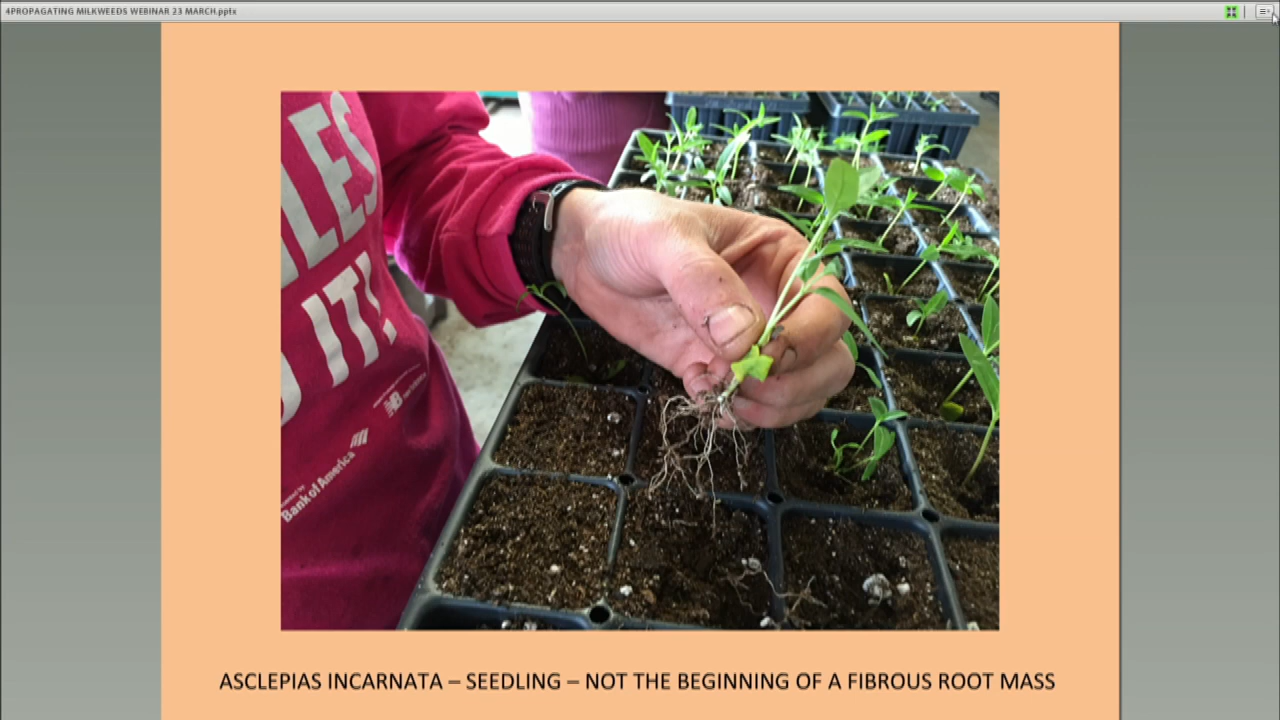 4PROPAGATING MILKWEEDS WEBINAR 23 MARCH.pptx
IT!
NB
Bank of America
ASCLEPIAS INCARNATA – SEEDLING – NOT THE BEGINNING OF A FIBROUS ROOT MASS